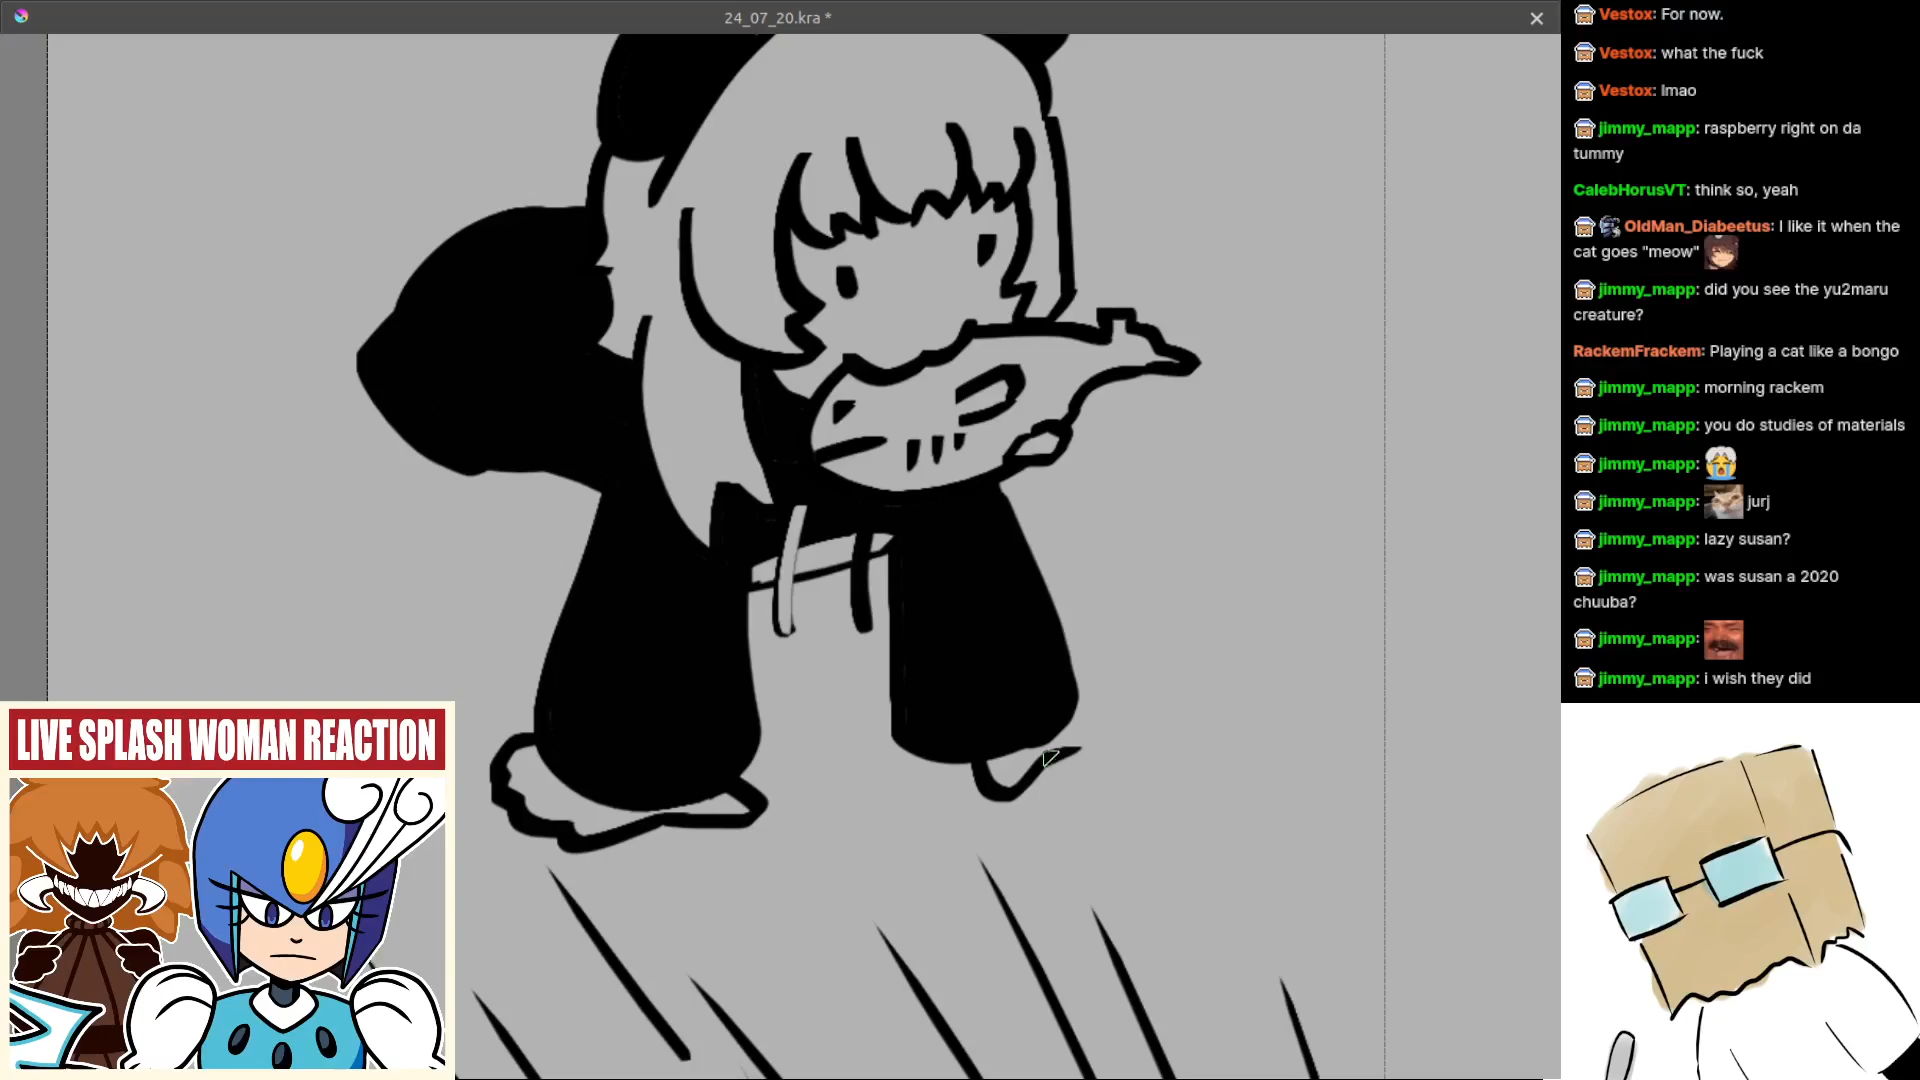 24_07_20.kra *
Vestox: For now.
Vestox: what the fuck
Vestox: lmao
jimmy_mapp: raspberry right on da
tummy
CalebHorusVT: think so, yeah
OldMan_Diabeetus: I like it when the
cat goes "meow"
jimmy_mapp: did you see the yu2maru
creature?
RackemFrackem: Playing a cat like a bongo
jimmy_mapp: morning rackem
jimmy_mapp: you do studies of materials
jimmy_mapp:
jimmy_mapp: jurj
jimmy_mapp: lazy susan?
jimmy_mapp: was susan a 2020
chuuba?
jimmy_mapp:
jimmy_mapp: i wish they did
LIVE SPLASH WOMAN REACTION